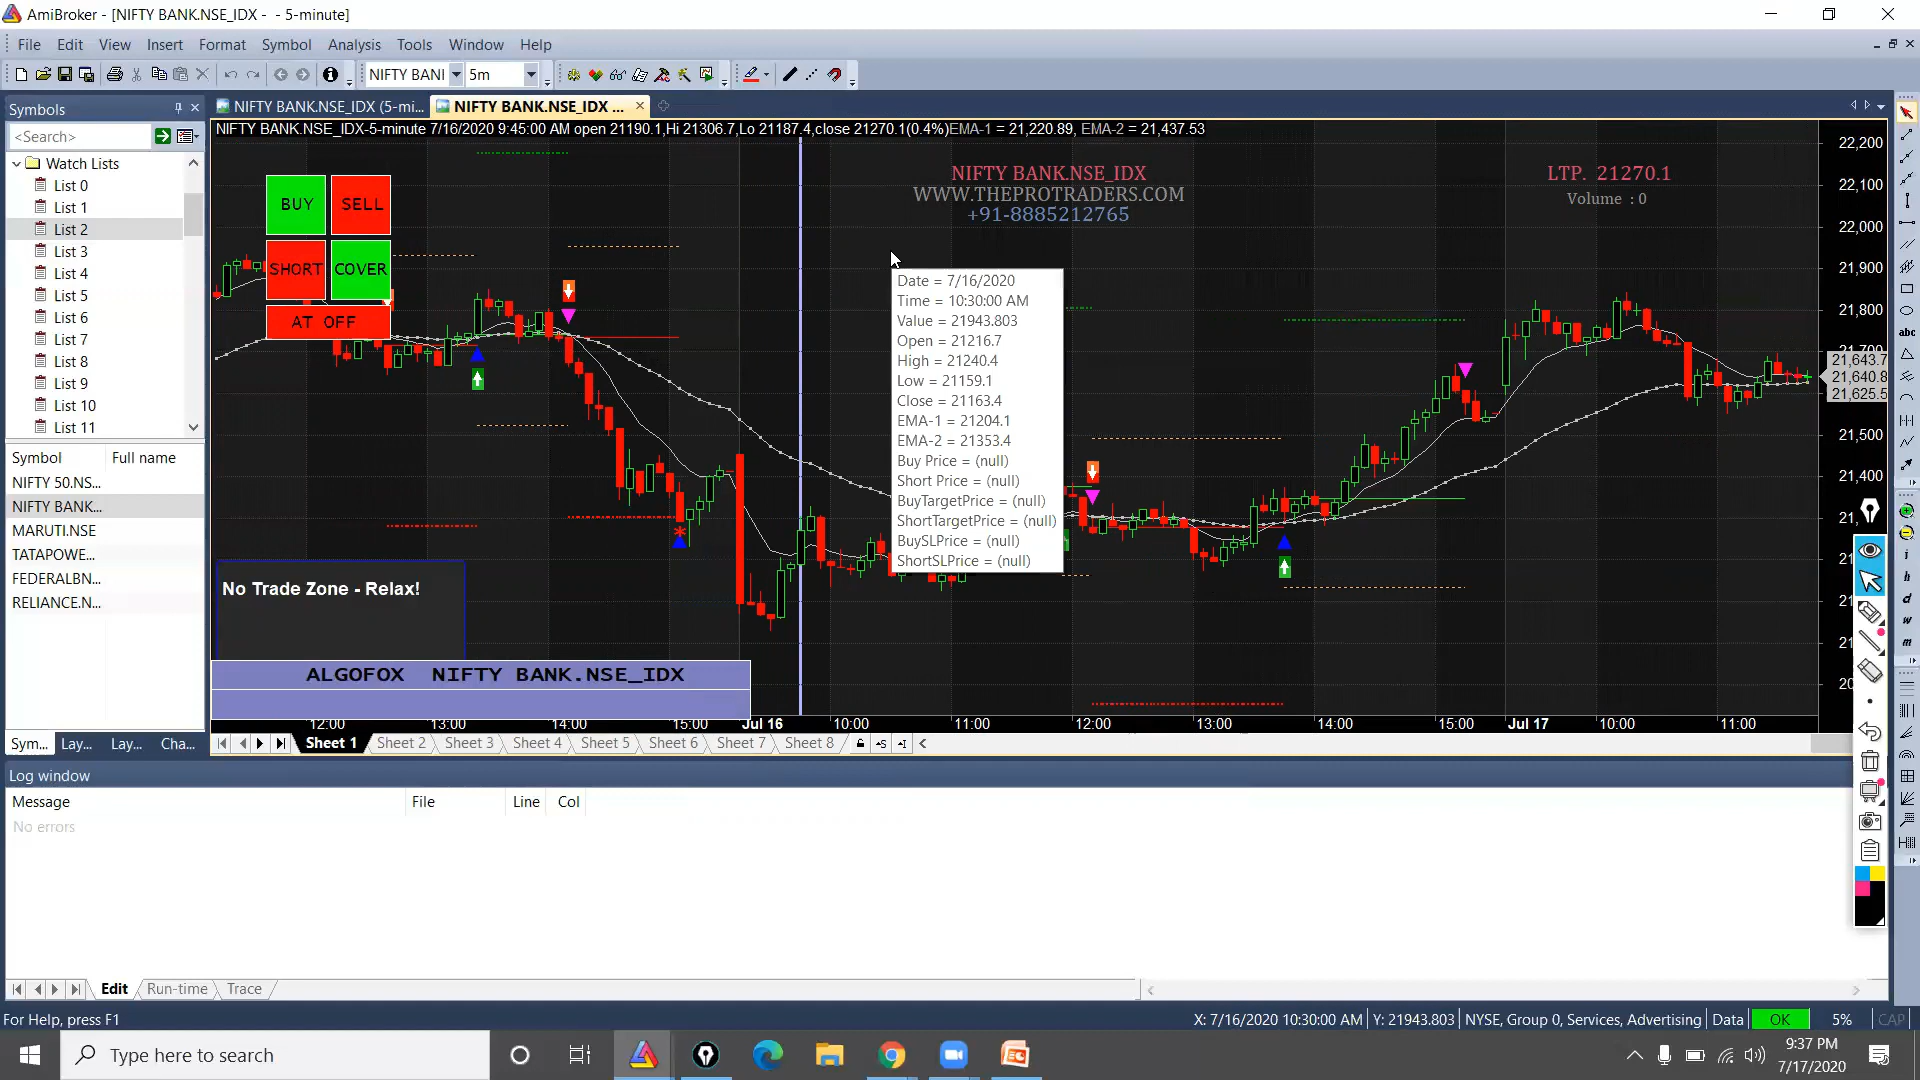 AmiBroker - [NIFTY BANK.NSE_IDX - - 5-minute]
File Edit View Insert Format Symbol Analysis Tools Window Help
NIFTY BANI 5m
Symbols
NIFTY BANK.NSE_IDX (5-mi... NIFTY BANK.NSE_IDX ...
<Search>
NIFTY BANK.NSE_IDX-5-minute 7/16/2020 9:45:00 AM open 21190.1,Hi 21306.7,Lo 21187.4,close 21270.1(0.4%)EMA-1 = 21,220.89, EMA-2 = 21,437.53
Watch Lists
List 0
List 1
List 2
List 3
List 4
List 5
List 6
List 7
List 8
List 9
List 10
List 11
Symbol Full name
NIFTY 50.NS...
NIFTY BANK...
MARUTI.NSE
TATAPOWE...
FEDERALBN...
RELIANCE.N...
Sym... Lay... Lay... Cha...
BUY SELL
SHORT COVER
AT OFF
NIFTY BANK.NSE_IDX
WWW.THEPROTRADERS.COM
+91-8885212765
LTP. 21270.1
Volume : 0
Date = 7/16/2020
Time = 10:30:00 AM
Value = 21943.803
Open = 21216.7
High = 21240.4
Low = 21159.1
Close = 21163.4
EMA-1 = 21204.1
EMA-2 = 21353.4
Buy Price = (null)
Short Price = (null)
BuyTargetPrice = (null)
ShortTargetPrice = (null)
BuySLPrice = (null)
ShortSLPrice = (null)
22,200
22,100
22,000
21,900
21,800
21,700
21,643.7
21,640.8
21,625.5
21,500
21,400
No Trade Zone - Relax!
ALGOFOX NIFTY BANK.NSE_IDX
12:00 13:00 14:00 15:00 Jul 16 10:00 11:00 12:00 13:00 14:00 15:00 Jul 17 10:00 11:00
Sheet 1 Sheet 2 Sheet 3 Sheet 4 Sheet 5 Sheet 6 Sheet 7 Sheet 8
abc
i
h
d
w
m
Log window
Message File Line Col
No errors
Edit Run-time Trace
For Help, press F1
X: 7/16/2020 10:30:00 AM Y: 21943.803 NYSE, Group 0, Services, Advertising Data OK 5% CAP
Type here to search
9:37 PM
7/17/2020